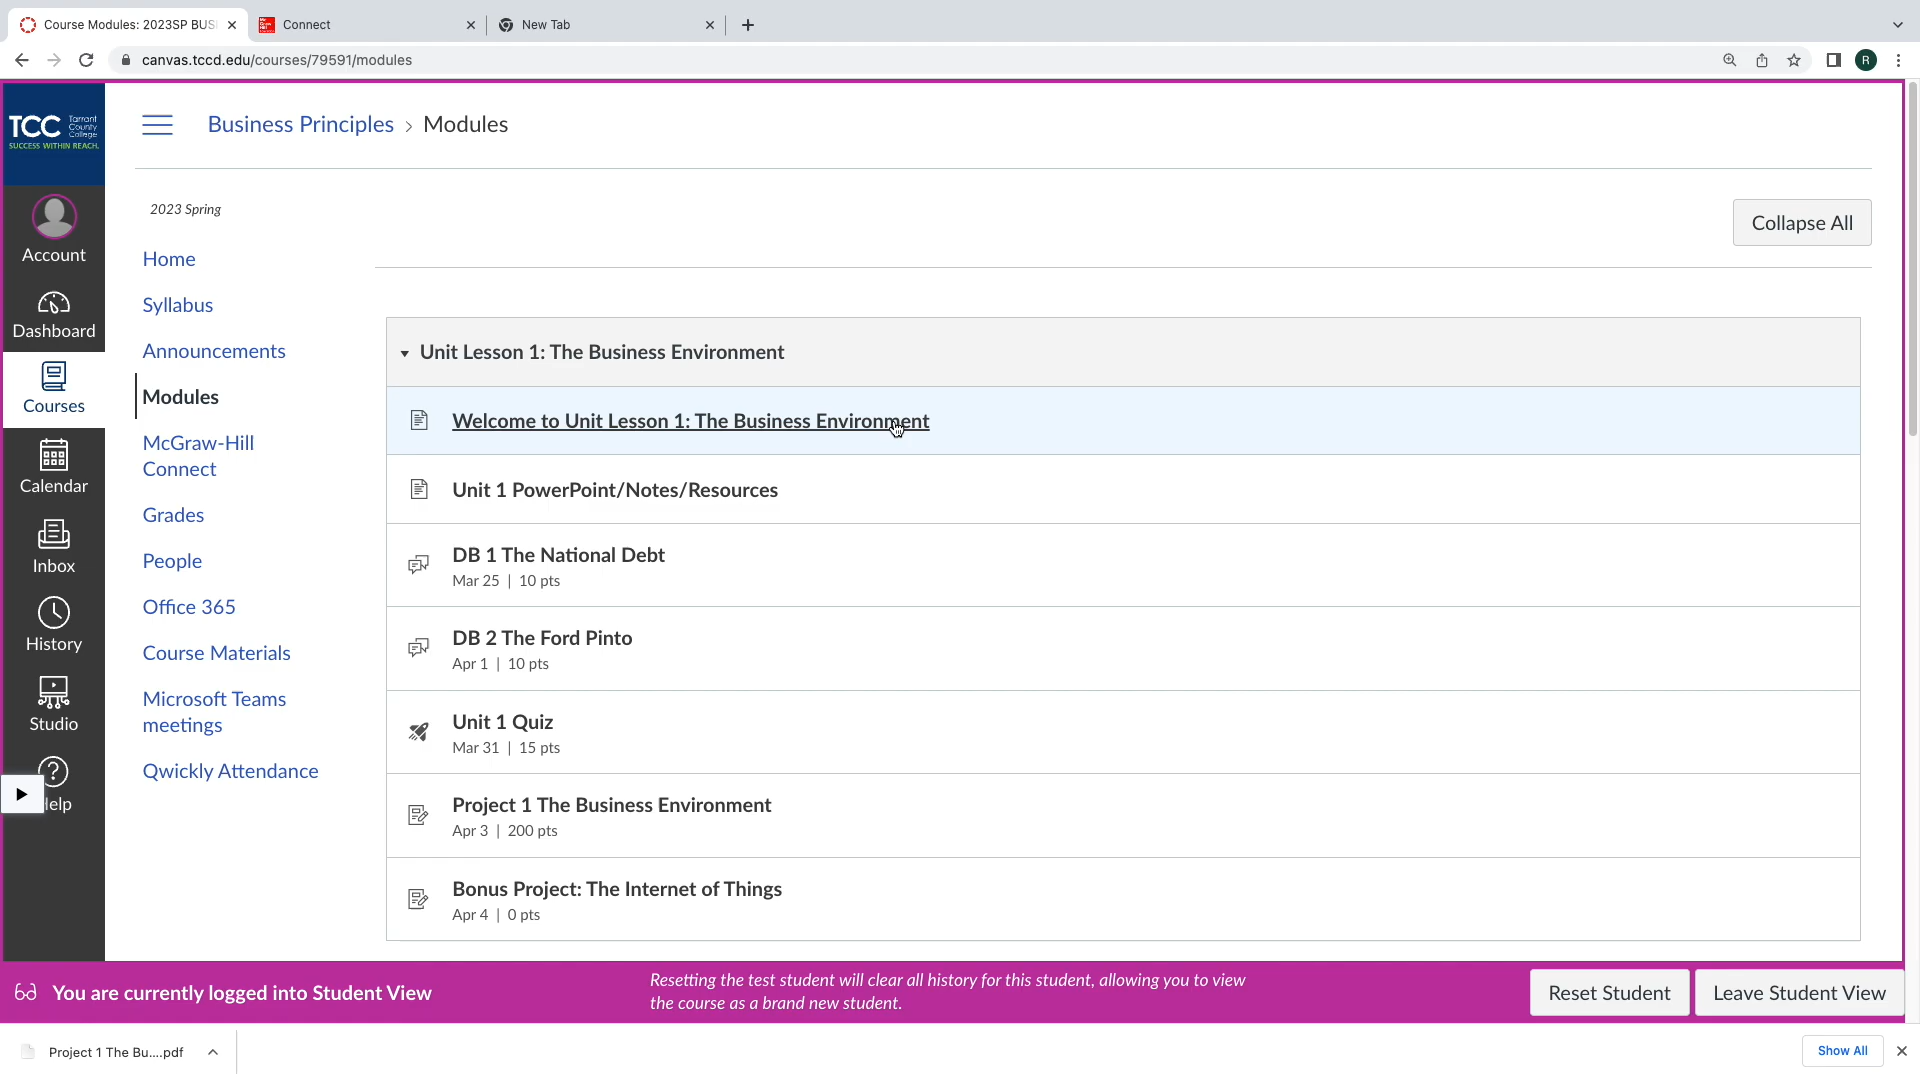 Course Modules: 2023SP BUS
Connect
New Tab
canvas.tccd.edu/courses/79591/modules
R
TCC Tarrant County College
SUCCESS WITHIN REACH.
Business Principles > Modules
2023 Spring
Collapse All
Account
Dashboard
Courses
Calendar
Inbox
History
Studio
elp
Home
Syllabus
Announcements
Modules
McGraw-Hill
Connect
Grades
People
Office 365
Course Materials
Microsoft Teams
meetings
Qwickly Attendance
Unit Lesson 1: The Business Environment
Welcome to Unit Lesson 1: The Business Environment
Unit 1 PowerPoint/Notes/Resources
DB 1 The National Debt
Mar 25 | 10 pts
DB 2 The Ford Pinto
Apr 1 | 10 pts
Unit 1 Quiz
Mar 31 | 15 pts
Project 1 The Business Environment
Apr 3 | 200 pts
Bonus Project: The Internet of Things
Apr 4 | 0 pts
You are currently logged into Student View
Resetting the test student will clear all history for this student, allowing you to view
the course as a brand new student.
Reset Student
Leave Student View
Project 1 The Bu....pdf
Show All